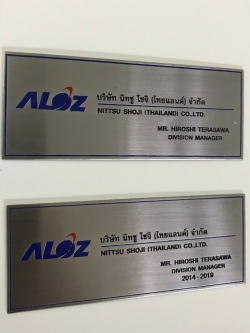 ALOZ
บริษัท นิทซู โชจิ (ไทยแลนด์) จำกัด
NITTSU SHOJI (THAILAND) CO.,LTD.
MR. HIROSHI TERASAWA
DIVISION MANAGER
ALOZ
บริษัท นิทซู โชจิ (ไทยแลนด์) จำกัด
NITTSU SHOJI (THAILAND) CO.,LTD.
MR. HIROSHI TERASAWA
DIVISION MANAGER
2014-2019